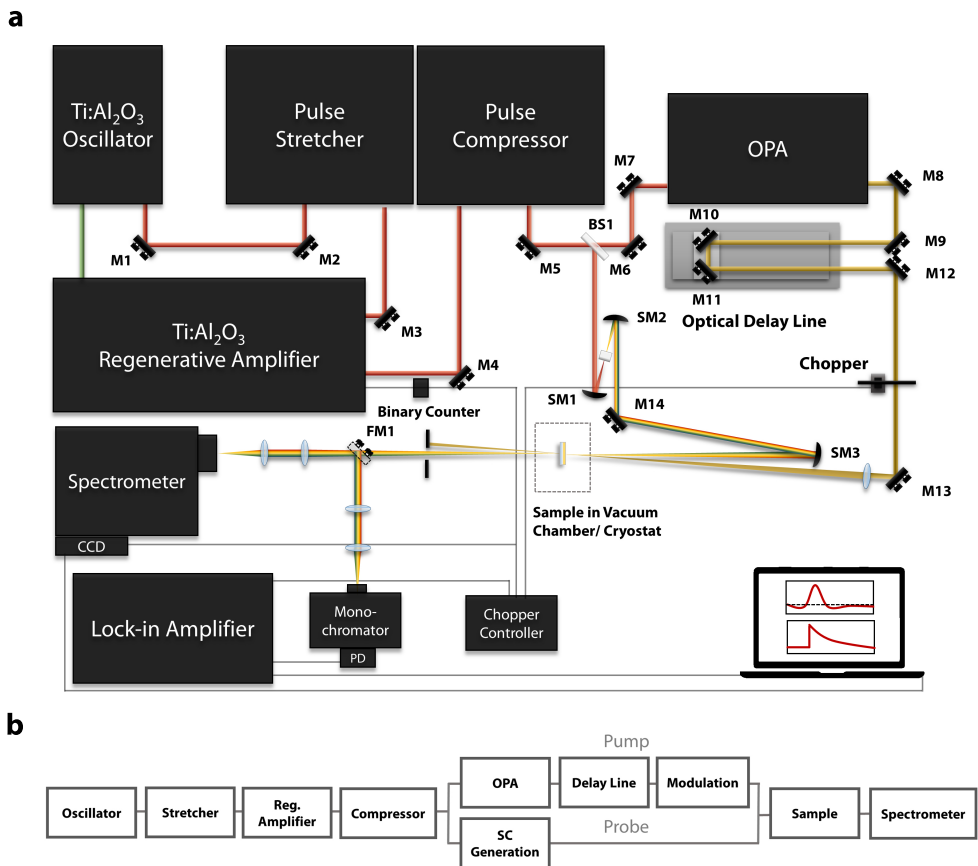 a
Ti:Al₂O₃
Oscillator
Pulse
Stretcher
Pulse
Compressor
OPA
M7
M8
M10
BS1
M9
M1
M2
M5
M6
M12
M11
Optical Delay Line
SM2
M3
Ti:Al₂O₃
Regenerative Amplifier
M4
Chopper
SM1
Binary Counter
M14
FM1
SM3
Spectrometer
M13
Sample in Vacuum
Chamber/ Cryostat
CCD
Lock-in Amplifier
Mono-
chromator
PD
Chopper
Controller
b
Pump
OPA
Delay Line
Modulation
Oscillator
Stretcher
Reg.
Amplifier
Compressor
Sample
Spectrometer
Probe
SC
Generation